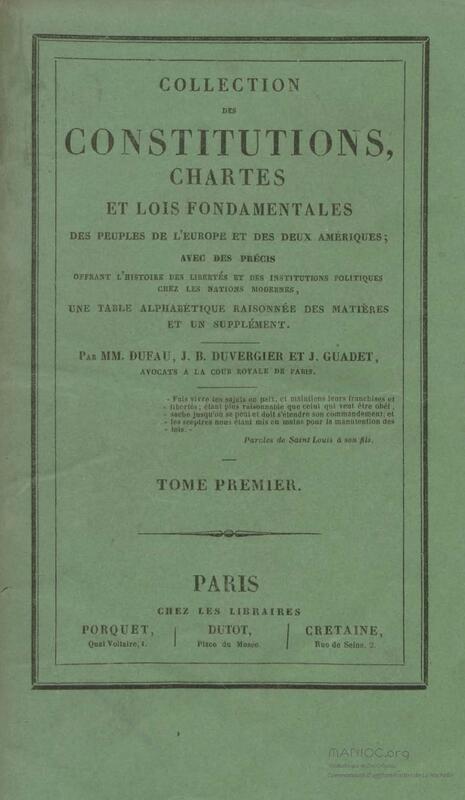 COLLECTION
DES
CONSTITUTIONS,
CHARTES
ET LOIS FONDAMENTALES
DES PEUPLES DE L'EUROPE ET DES DEUX AMÉRIQUES;
AVEC DES PRÉCIS
OFFRANT L'HISTOIRE DES LIBERTÉS ET DES INSTITUTIONS POLITIQUES
CHEZ LES NATIONS MODERNES,
UNE TABLE ALPHABÉTIQUE RAISONNÉE DES MATIÈRES
ET UN SUPPLÉMENT.
PAR MM. DUFAU, J. B. DUVERGIER ET J. GUADET,
AVOCATS A LA COUR ROYALE DE PARIS.
« Fais vivre tes sujets en paix, et maintiens leurs franchises et
« libertés; étant plus raisonnable que celui qui veut être obéi,
« sache jusqu'où se peut et doit s'étendre son commandement; et
« les sceptres nous étant mis en mains pour la manutention des
« lois. »
Paroles de Saint Louis à son fils.
TOME PREMIER.
PARIS
CHEZ LES LIBRAIRES
PORQUET, DUTOT, CRETAINE,
Quai Voltaire, 1. Place du Musée. Rue de Seine. 2.
MANIOC.org
Communauté d'agglomération de La Rochelle